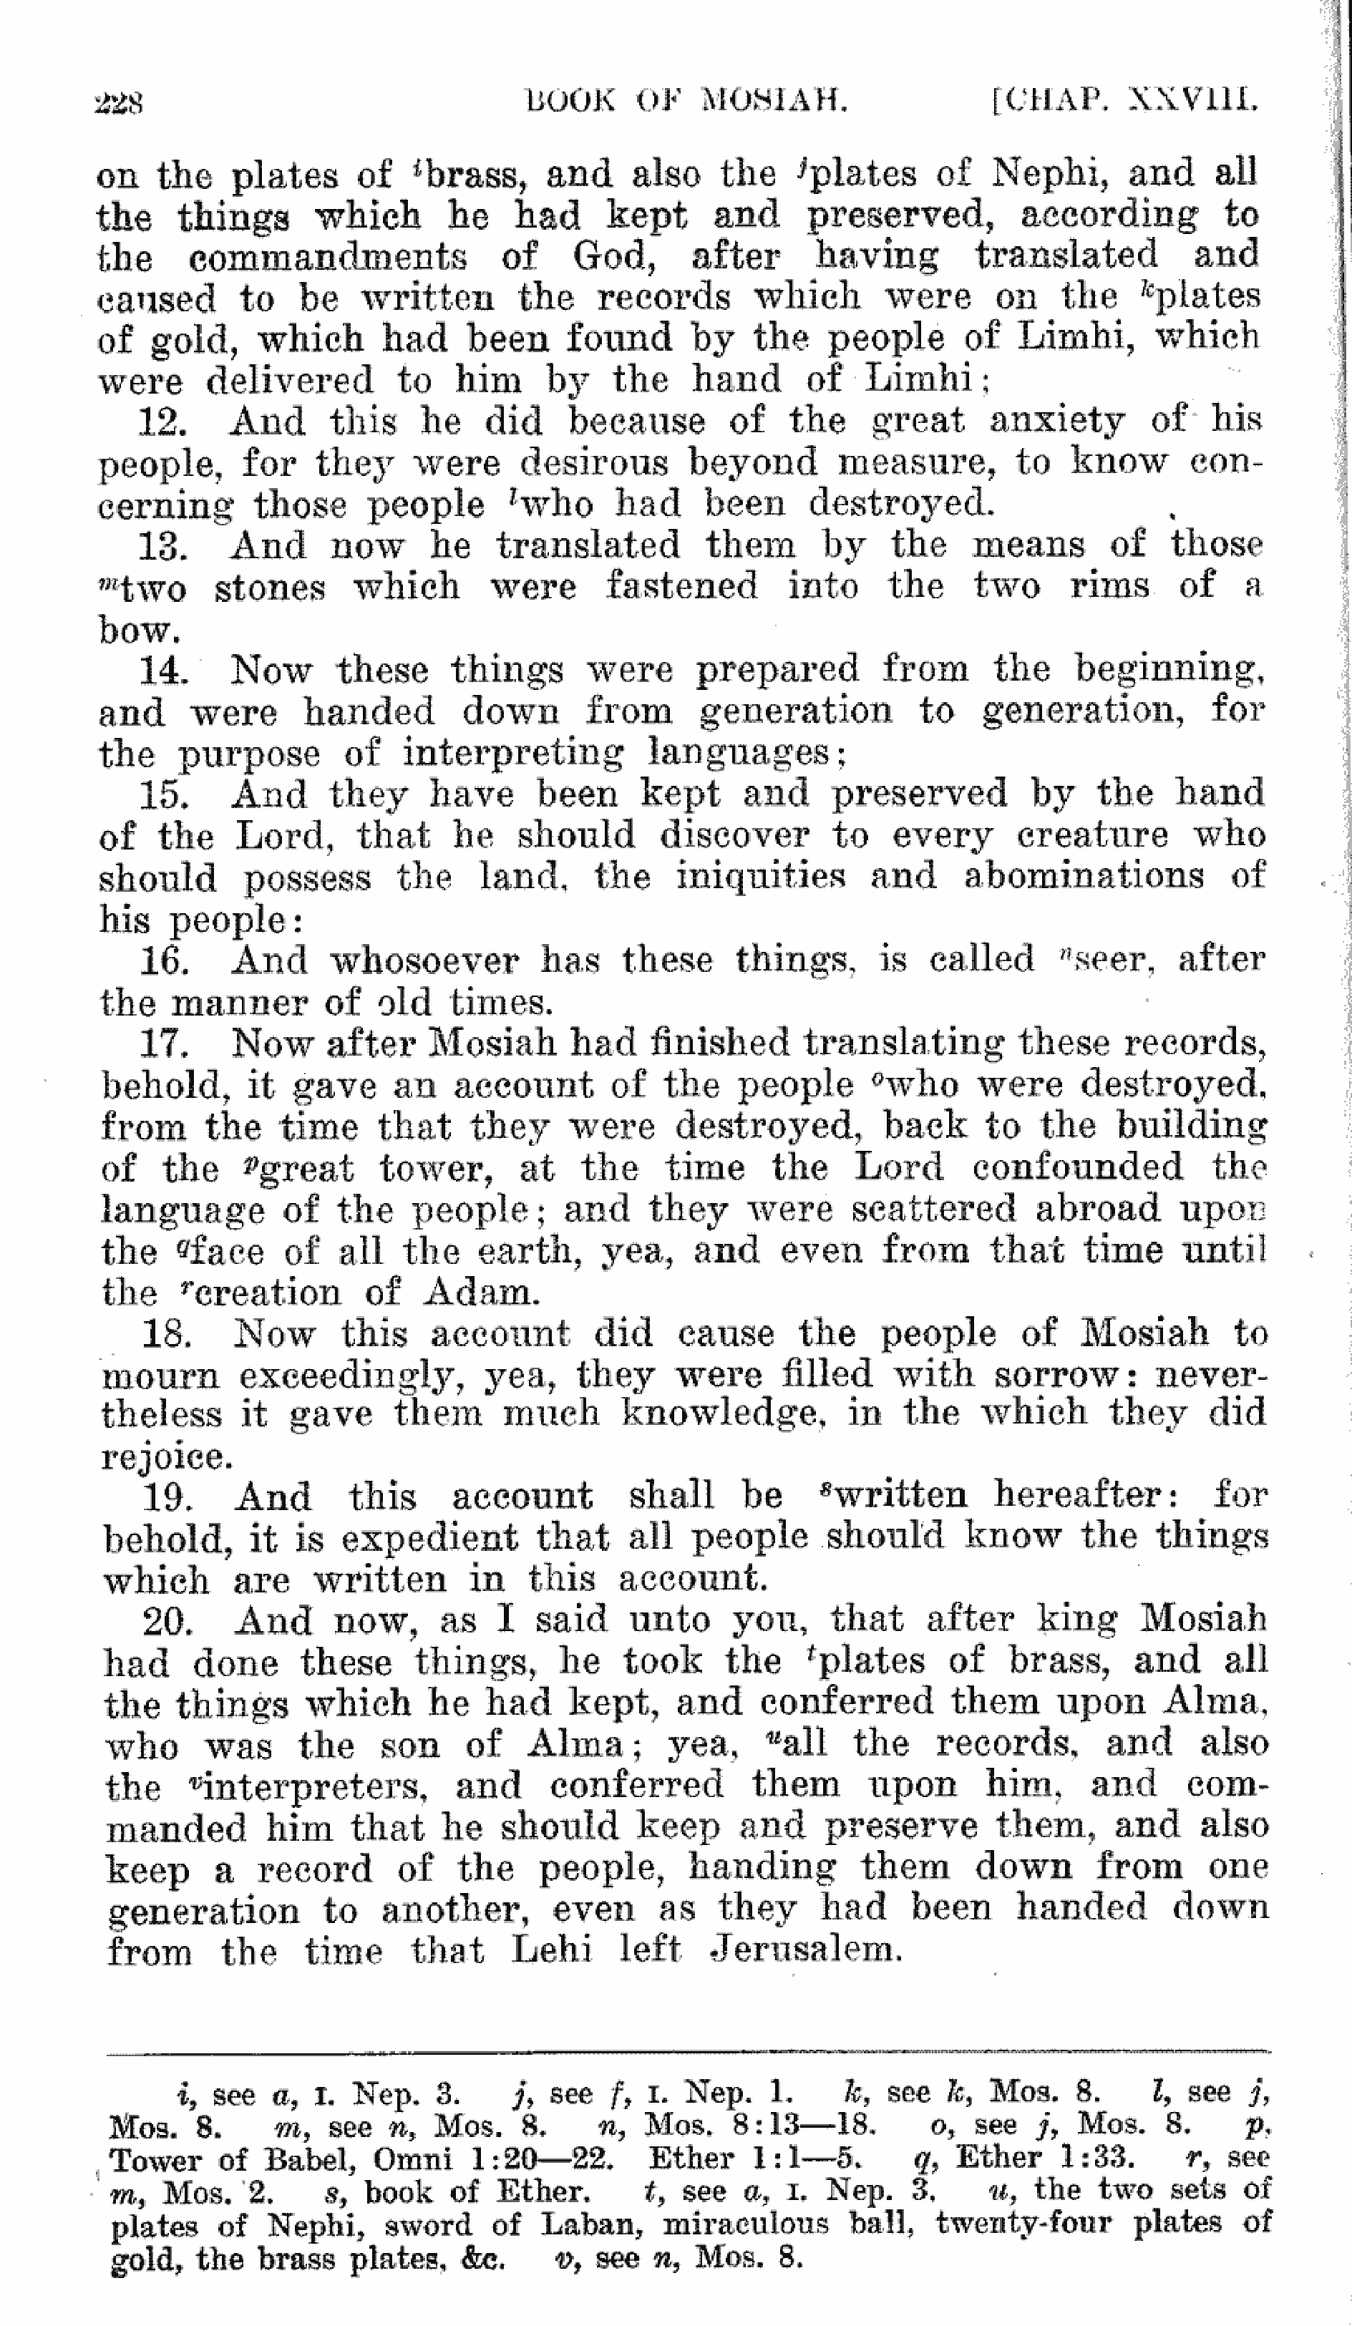 228 BOOK OF MOSIAH. [CHAP. XXVIII.
on the plates of ⁱbrass, and also the ʲplates of Nephi, and all
the things which he had kept and preserved, according to
the commandments of God, after having translated and
caused to be written the records which were on the ᵏplates
of gold, which had been found by the people of Limhi, which
were delivered to him by the hand of Limhi;
12. And this he did because of the great anxiety of his
people, for they were desirous beyond measure, to know con-
cerning those people ˡwho had been destroyed.
13. And now he translated them by the means of those
ᵐtwo stones which were fastened into the two rims of a
bow.
14. Now these things were prepared from the beginning,
and were handed down from generation to generation, for
the purpose of interpreting languages;
15. And they have been kept and preserved by the hand
of the Lord, that he should discover to every creature who
should possess the land, the iniquities and abominations of
his people:
16. And whosoever has these things, is called ⁿseer, after
the manner of old times.
17. Now after Mosiah had finished translating these records,
behold, it gave an account of the people ᵒwho were destroyed,
from the time that they were destroyed, back to the building
of the ᵖgreat tower, at the time the Lord confounded the
language of the people; and they were scattered abroad upon
the qface of all the earth, yea, and even from that time until
the ʳcreation of Adam.
18. Now this account did cause the people of Mosiah to
mourn exceedingly, yea, they were filled with sorrow: never-
theless it gave them much knowledge, in the which they did
rejoice.
19. And this account shall be ˢwritten hereafter: for
behold, it is expedient that all people should know the things
which are written in this account.
20. And now, as I said unto you, that after king Mosiah
had done these things, he took the ᵗplates of brass, and all
the things which he had kept, and conferred them upon Alma,
who was the son of Alma; yea, ᵘall the records, and also
the ᵛinterpreters, and conferred them upon him, and com-
manded him that he should keep and preserve them, and also
keep a record of the people, handing them down from one
generation to another, even as they had been handed down
from the time that Lehi left Jerusalem.
i, see a, I. Nep. 3. j, see f, I. Nep. 1. k, see k, Mos. 8. l, see j,
Mos. 8. m, see n, Mos. 8. n, Mos. 8:13—18. o, see j, Mos. 8. p,
Tower of Babel, Omni 1:20—22. Ether 1:1—5. q, Ether 1:33. r, see
m, Mos. 2. s, book of Ether. t, see a, I. Nep. 3. u, the two sets of
plates of Nephi, sword of Laban, miraculous ball, twenty-four plates of
gold, the brass plates, &c. v, see n, Mos. 8.